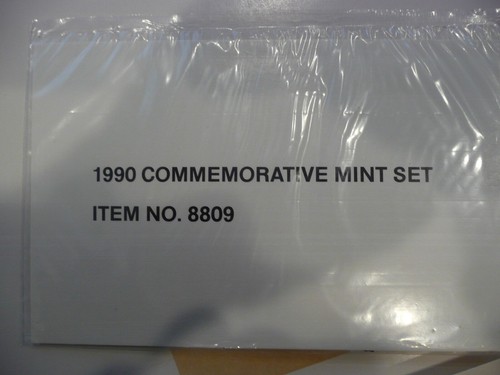 1990 COMMEMORATIVE MINT SET
ITEM NO. 8809